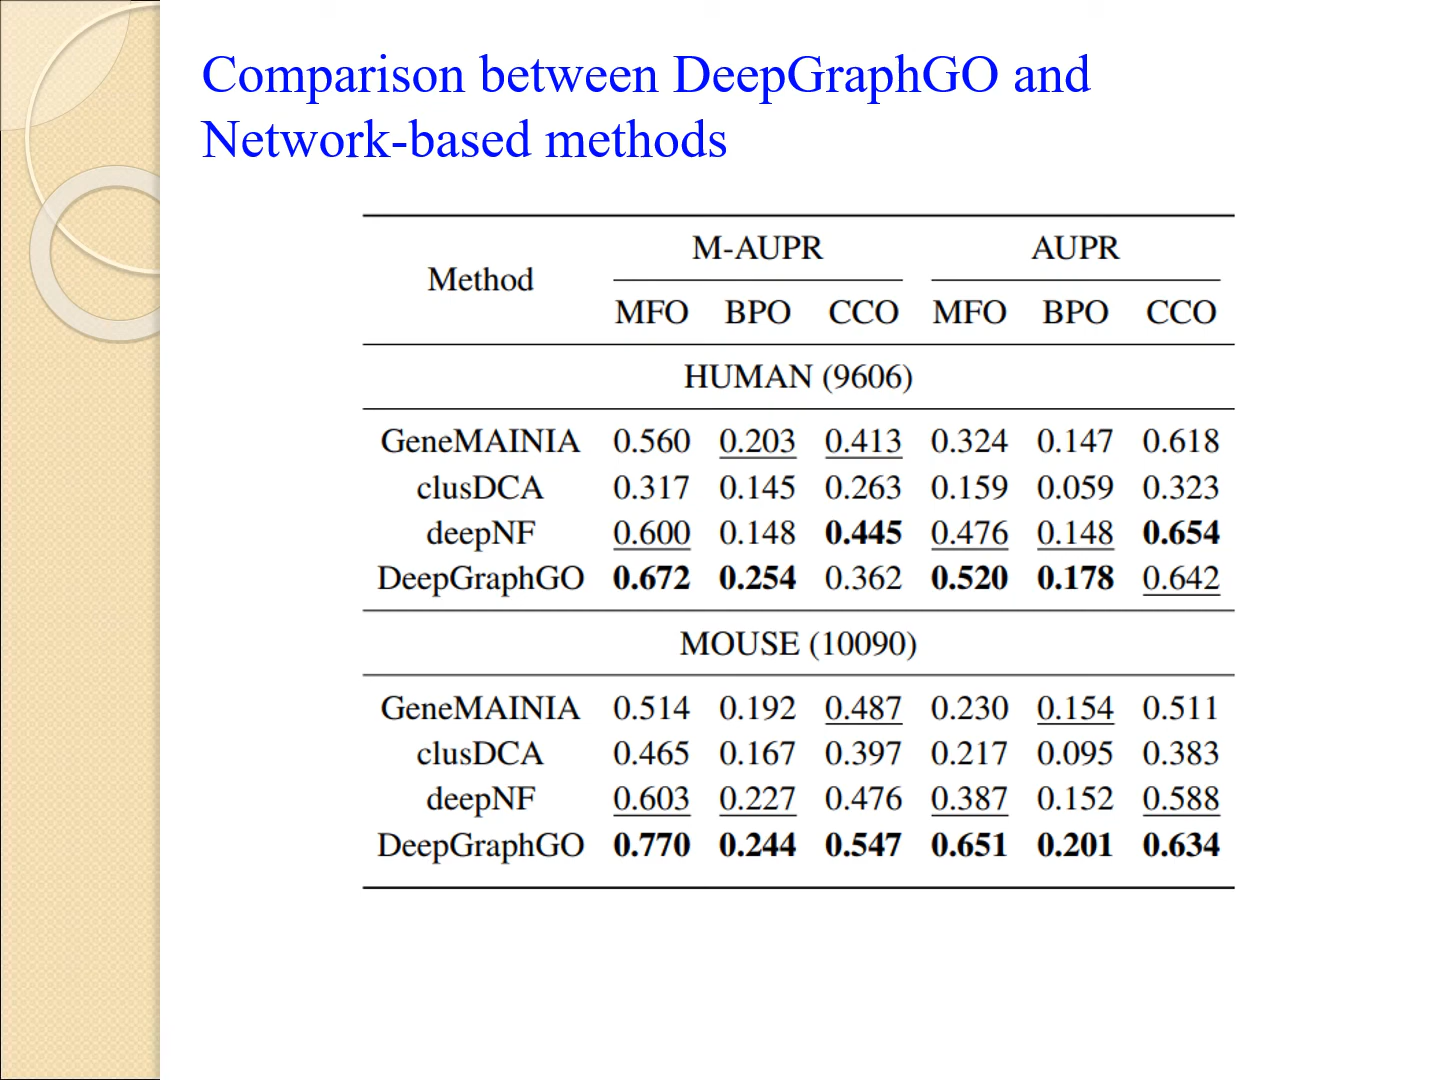 Comparison between DeepGraphGO and
Network-based methods
Method M-AUPR AUPR
MFO BPO CCO MFO BPO CCO
HUMAN (9606)
GeneMAINIA 0.560 0.203 0.413 0.324 0.147 0.618
clusDCA 0.317 0.145 0.263 0.159 0.059 0.323
deepNF 0.600 0.148 0.445 0.476 0.148 0.654
DeepGraphGO 0.672 0.254 0.362 0.520 0.178 0.642
MOUSE (10090)
GeneMAINIA 0.514 0.192 0.487 0.230 0.154 0.511
clusDCA 0.465 0.167 0.397 0.217 0.095 0.383
deepNF 0.603 0.227 0.476 0.387 0.152 0.588
DeepGraphGO 0.770 0.244 0.547 0.651 0.201 0.634